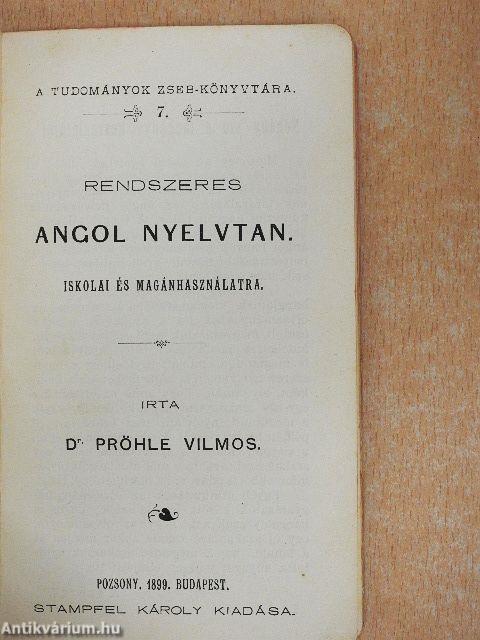 A TUDOMÁNYOK ZSEB-KÖNYVTÁRA.
7.
RENDSZERES
ANGOL NYELVTAN.
ISKOLAI ÉS MAGÁNHASZNÁLATRA.
IRTA
Dr. PRÖHLE VILMOS.
POZSONY, 1899. BUDAPEST.
STAMPFEL KÁROLY KIADÁSA.
Antikvárium.hu